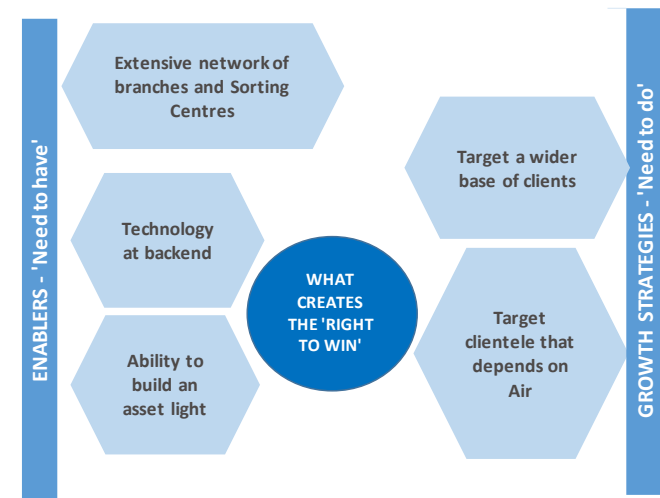 ENABLERS - 'Need to have'
Extensive network of
branches and Sorting
Centres
Technology
at backend
Ability to
build an
asset light
WHAT
CREATES
THE 'RIGHT
TO WIN'
Target a wider
base of clients
Target
clientele that
depends on
Air
GROWTH STRATEGIES - 'Need to do'